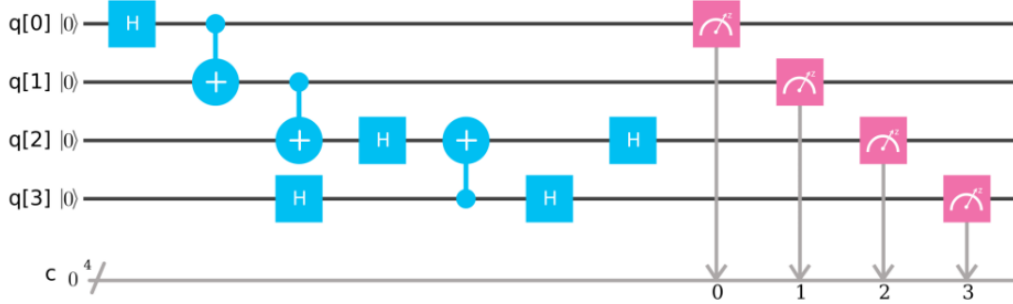 q[0] |0⟩ H z
q[1] |0⟩ z
q[2] |0⟩ H H z
q[3] |0⟩ H H z
c 0 4
0 1 2 3